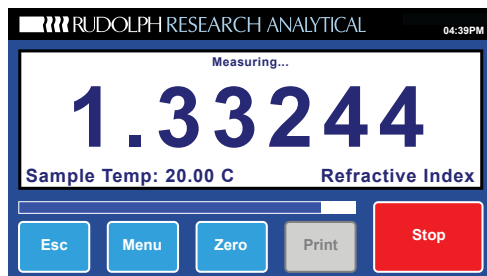 RUDOLPH RESEARCH ANALYTICAL 04:39PM
Measuring...
1.33244
Sample Temp: 20.00 C Refractive Index
Esc Menu Zero Print Stop